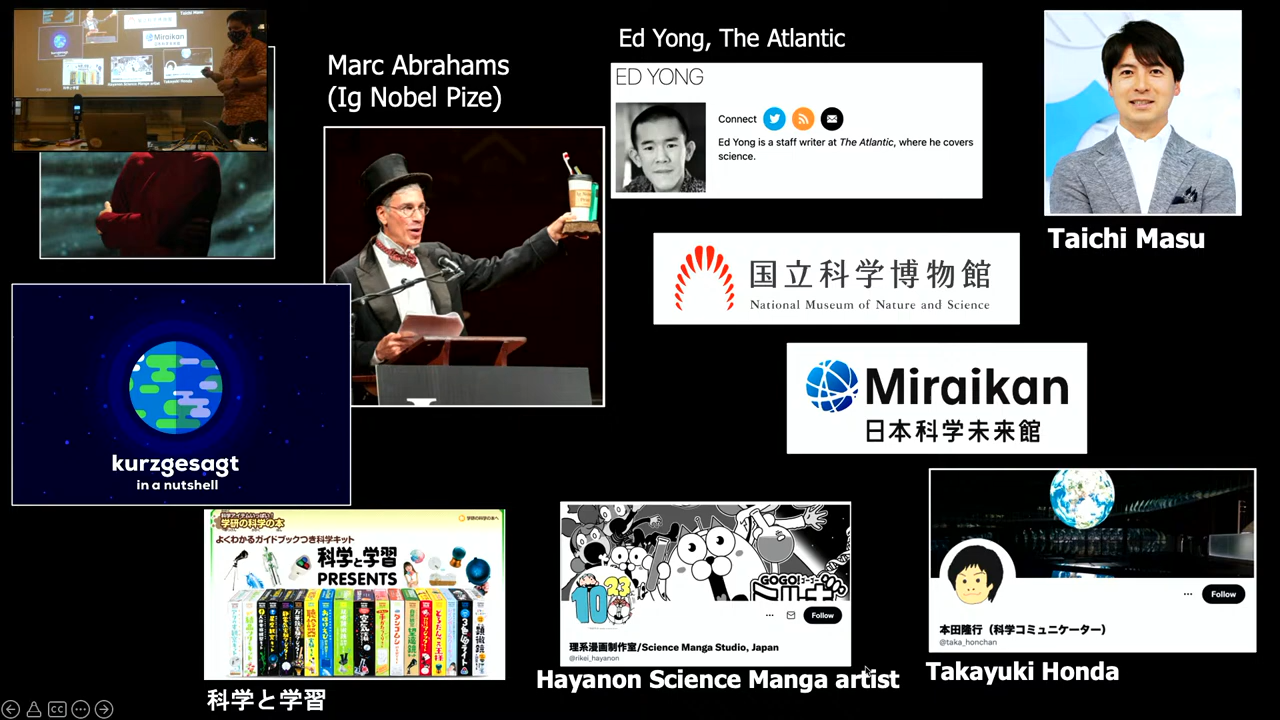 Marc Abrahams
(Ig Nobel Pize)
Ed Yong, The Atlantic
ED YONG
Connect
Ed Yong is a staff writer at The Atlantic, where he covers
science.
Taichi Masu
国立科学博物館
National Museum of Nature and Science
Miraikan
日本科学未来館
kurzgesagt
in a nutshell
学研の科学の本
よくわかるガイドブックつき科学キット
科学と学習
PRESENTS
科学と学習
GOGO!
1023
Follow
理系漫画制作室/Science Manga Studio, Japan
@rikei_hayanon
Hayanon Science Manga artist
Follow
本田隆行（科学コミュニケーター）
@taka_honchan
Takayuki Honda
Miraikan
CC